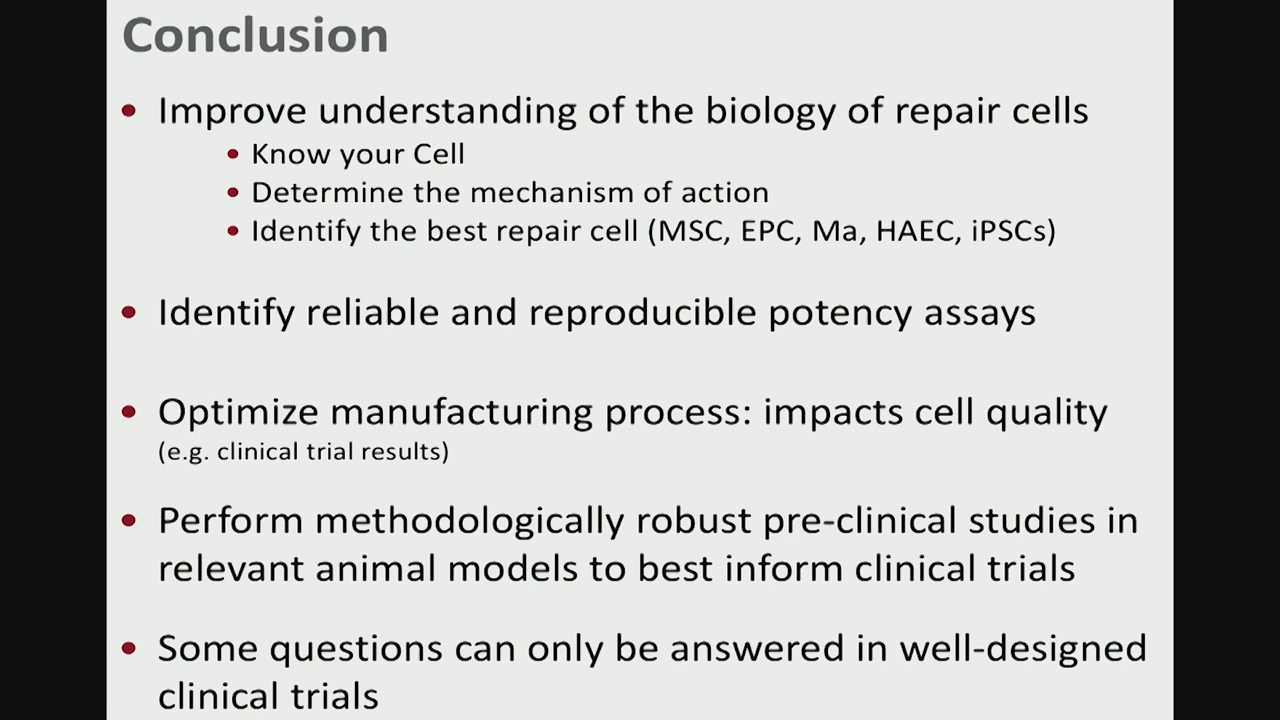 Conclusion
• Improve understanding of the biology of repair cells
• Know your Cell
• Determine the mechanism of action
• Identify the best repair cell (MSC, EPC, Ma, HAEC, iPSCs)
• Identify reliable and reproducible potency assays
• Optimize manufacturing process: impacts cell quality
(e.g. clinical trial results)
• Perform methodologically robust pre-clinical studies in
relevant animal models to best inform clinical trials
• Some questions can only be answered in well-designed
clinical trials